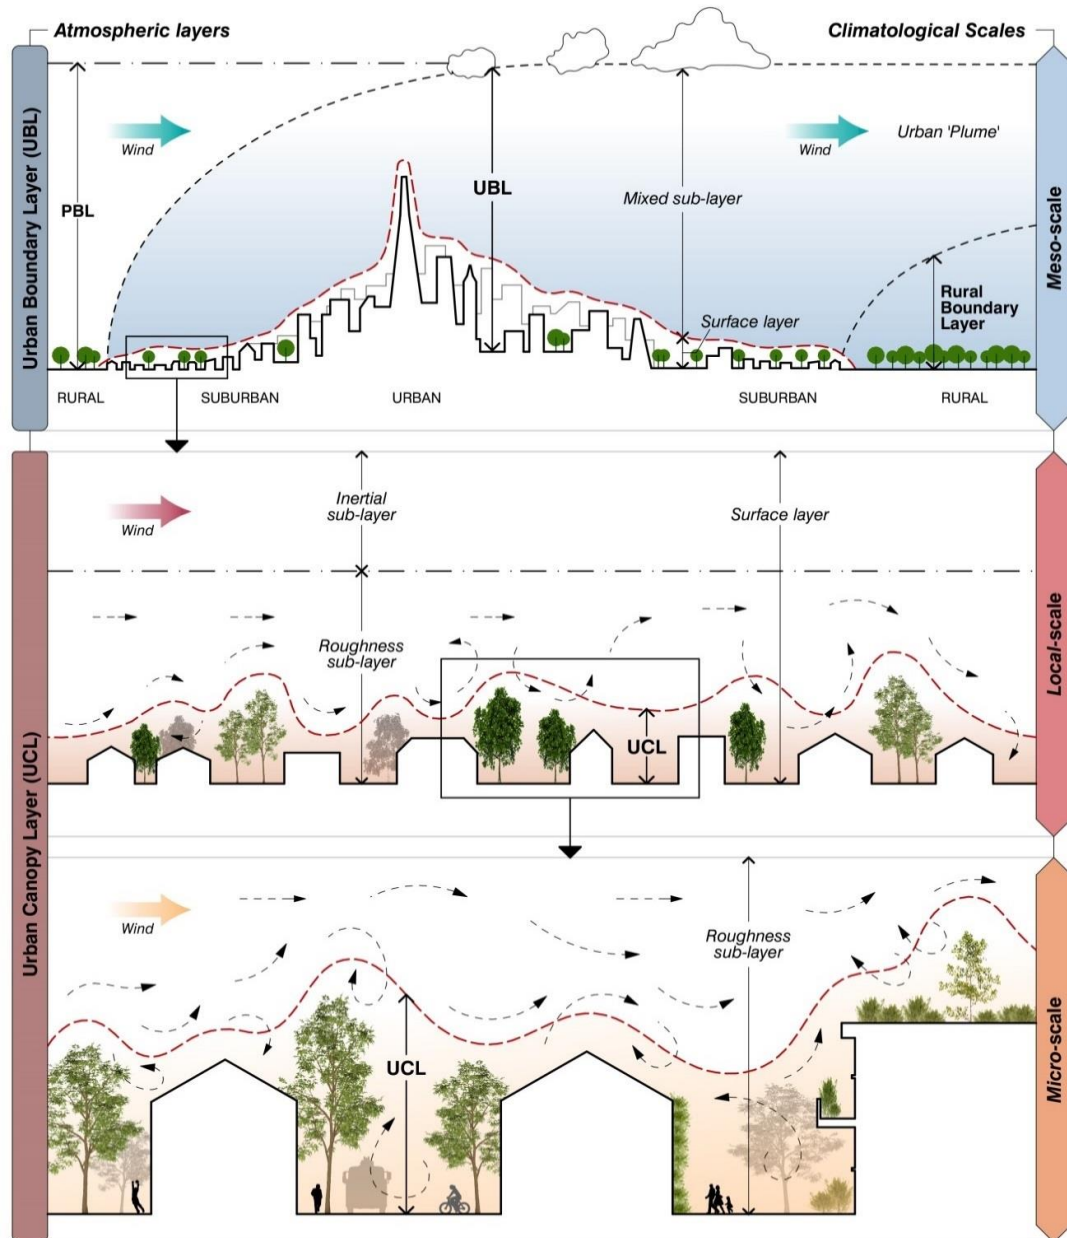 Atmospheric layers
Climatological Scales
Urban Boundary Layer (UBL)
Meso-scale
Wind
Wind
Urban 'Plume'
PBL
UBL
Mixed sub-layer
Surface layer
Rural
Boundary
Layer
RURAL
SUBURBAN
URBAN
SUBURBAN
RURAL
Urban Canopy Layer (UCL)
Local-scale
Wind
Inertial
sub-layer
Surface layer
Roughness
sub-layer
UCL
Micro-scale
Wind
Roughness
sub-layer
UCL